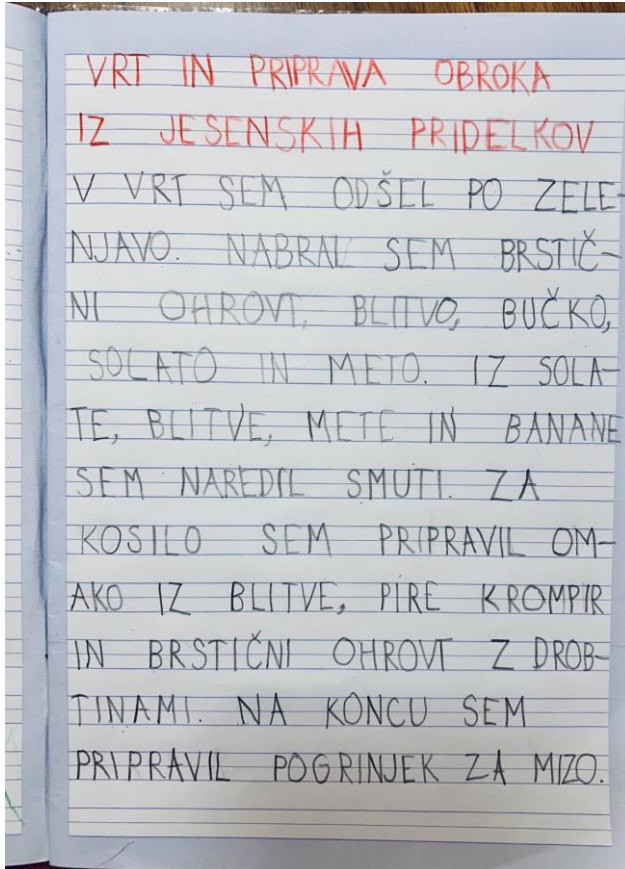 VRT IN PRIPRAVA OBROKA
IZ JESENSKIH PRIDELKOV
V VRT SEM ODŠEL PO ZELE-
NJAVO. NABRAL SEM BRSTIČ-
NI OHROVT, BLITVO, BUČKO,
SOLATO IN METO. IZ SOLA-
TE, BLITVE, METE IN BANANE
SEM NAREDIL SMUTI. ZA
KOSILO SEM PRIPRAVIL OM-
AKO IZ BLITVE, PIRE KROMPIR
IN BRSTIČNI OHROVT Z DROB-
TINAMI. NA KONCU SEM
PRIPRAVIL POGRINJEK ZA MIZO.